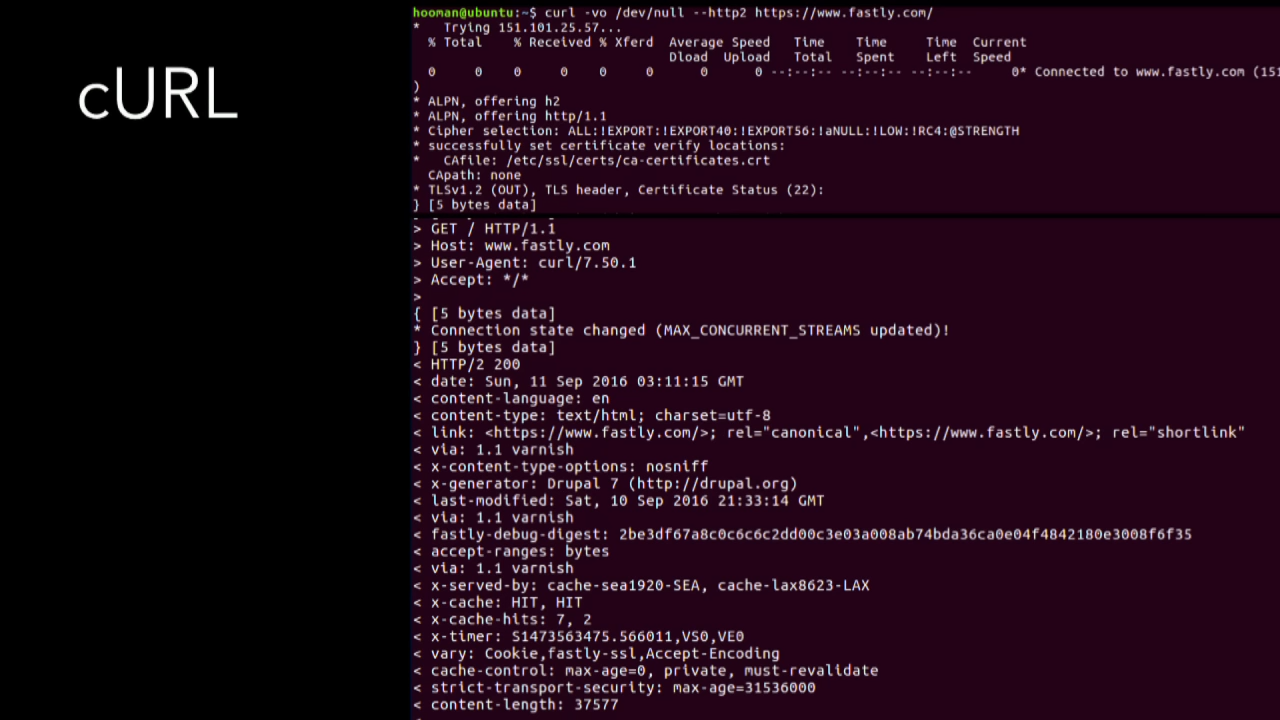 cURL
hooman@ubuntu:~$ curl -vo /dev/null --http2 https://www.fastly.com/
*   Trying 151.101.25.57...
  % Total    % Received % Xferd  Average Speed   Time    Time     Time  Current
                                 Dload  Upload   Total   Spent    Left  Speed
  0     0    0     0    0     0      0      0 --:--:-- --:--:-- --:--:--     0* Connected to www.fastly.com (151
)
* ALPN, offering h2
* ALPN, offering http/1.1
* Cipher selection: ALL:!EXPORT:!EXPORT40:!EXPORT56:!aNULL:!LOW:!RC4:@STRENGTH
* successfully set certificate verify locations:
*   CAfile: /etc/ssl/certs/ca-certificates.crt
  CApath: none
* TLSv1.2 (OUT), TLS header, Certificate Status (22):
} [5 bytes data]
> GET / HTTP/1.1
> Host: www.fastly.com
> User-Agent: curl/7.50.1
> Accept: */*
>
{ [5 bytes data]
* Connection state changed (MAX_CONCURRENT_STREAMS updated)!
} [5 bytes data]
< HTTP/2 200
< date: Sun, 11 Sep 2016 03:11:15 GMT
< content-language: en
< content-type: text/html; charset=utf-8
< link: <https://www.fastly.com/>; rel="canonical",<https://www.fastly.com/>; rel="shortlink"
< via: 1.1 varnish
< x-content-type-options: nosniff
< x-generator: Drupal 7 (http://drupal.org)
< last-modified: Sat, 10 Sep 2016 21:33:14 GMT
< via: 1.1 varnish
< fastly-debug-digest: 2be3df67a8c0c6c6c2dd00c3e03a008ab74bda36ca0e04f4842180e3008f6f35
< accept-ranges: bytes
< via: 1.1 varnish
< x-served-by: cache-sea1920-SEA, cache-lax8623-LAX
< x-cache: HIT, HIT
< x-cache-hits: 7, 2
< x-timer: S1473563475.566011,VS0,VE0
< vary: Cookie,fastly-ssl,Accept-Encoding
< cache-control: max-age=0, private, must-revalidate
< strict-transport-security: max-age=31536000
< content-length: 37577